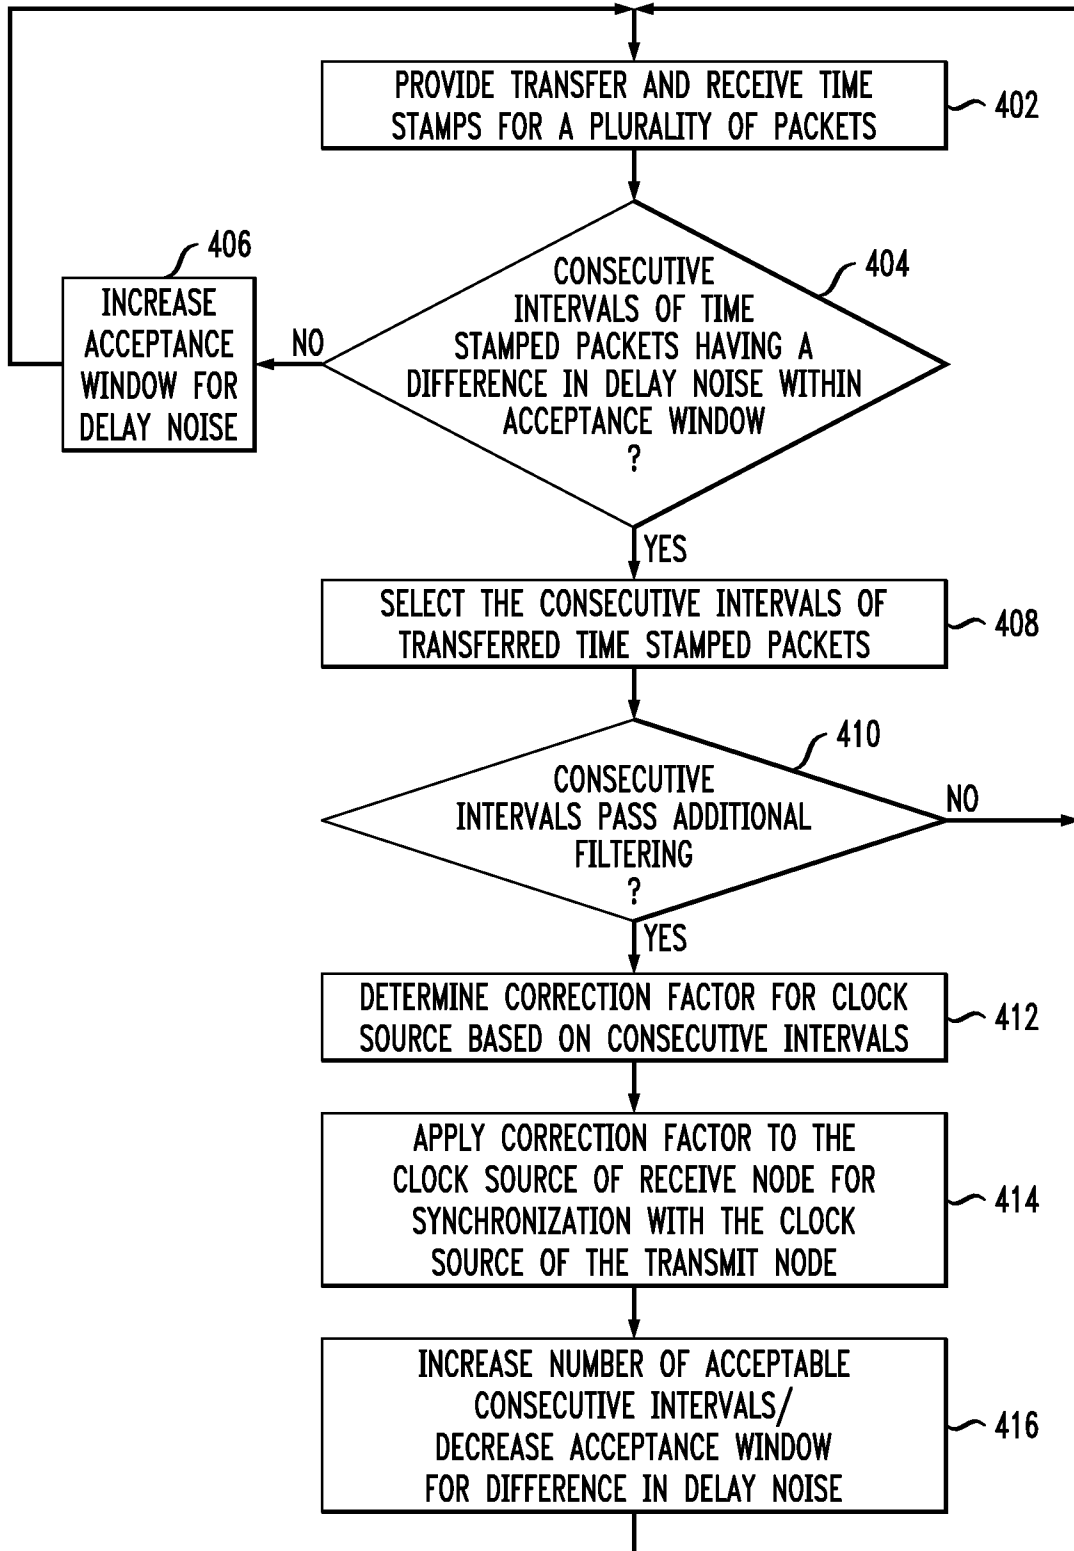 PROVIDE TRANSFER AND RECEIVE TIME
STAMPS FOR A PLURALITY OF PACKETS
402
CONSECUTIVE
INTERVALS OF TIME
STAMPED PACKETS HAVING A
DIFFERENCE IN DELAY NOISE WITHIN
ACCEPTANCE WINDOW
?
404
NO
406
INCREASE
ACCEPTANCE
WINDOW FOR
DELAY NOISE
YES
SELECT THE CONSECUTIVE INTERVALS OF
TRANSFERRED TIME STAMPED PACKETS
408
CONSECUTIVE
INTERVALS PASS ADDITIONAL
FILTERING
?
410
NO
YES
DETERMINE CORRECTION FACTOR FOR CLOCK
SOURCE BASED ON CONSECUTIVE INTERVALS
412
APPLY CORRECTION FACTOR TO THE
CLOCK SOURCE OF RECEIVE NODE FOR
SYNCHRONIZATION WITH THE CLOCK
SOURCE OF THE TRANSMIT NODE
414
INCREASE NUMBER OF ACCEPTABLE
CONSECUTIVE INTERVALS/
DECREASE ACCEPTANCE WINDOW
FOR DIFFERENCE IN DELAY NOISE
416